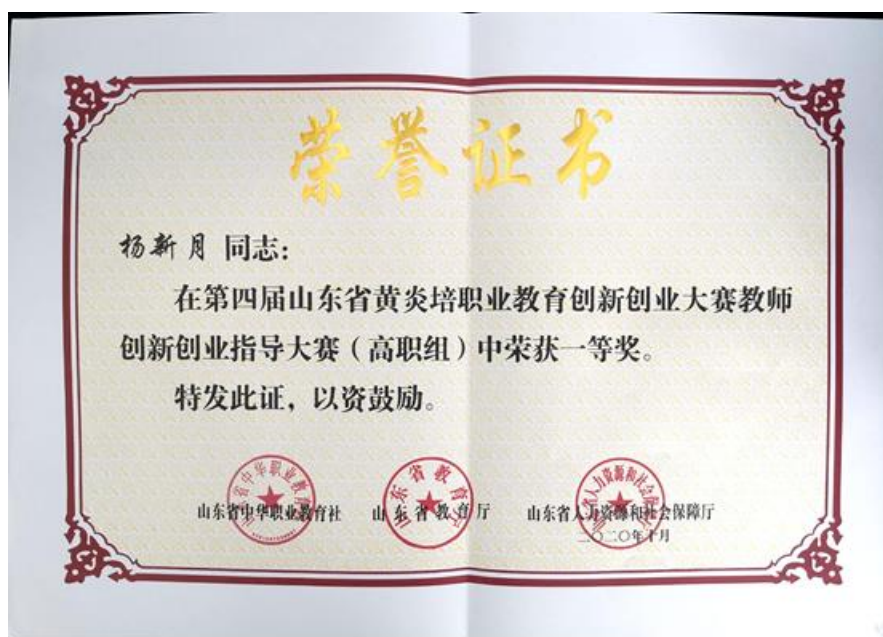 荣誉证书
杨新月 同志：
在第四届山东省黄炎培职业教育创新创业大赛教师
创新创业指导大赛（高职组）中荣获一等奖。
特发此证，以资鼓励。
山东省中华职业教育社 山东省教育厅 山东省人力资源和社会保障厅
二〇二〇年十月